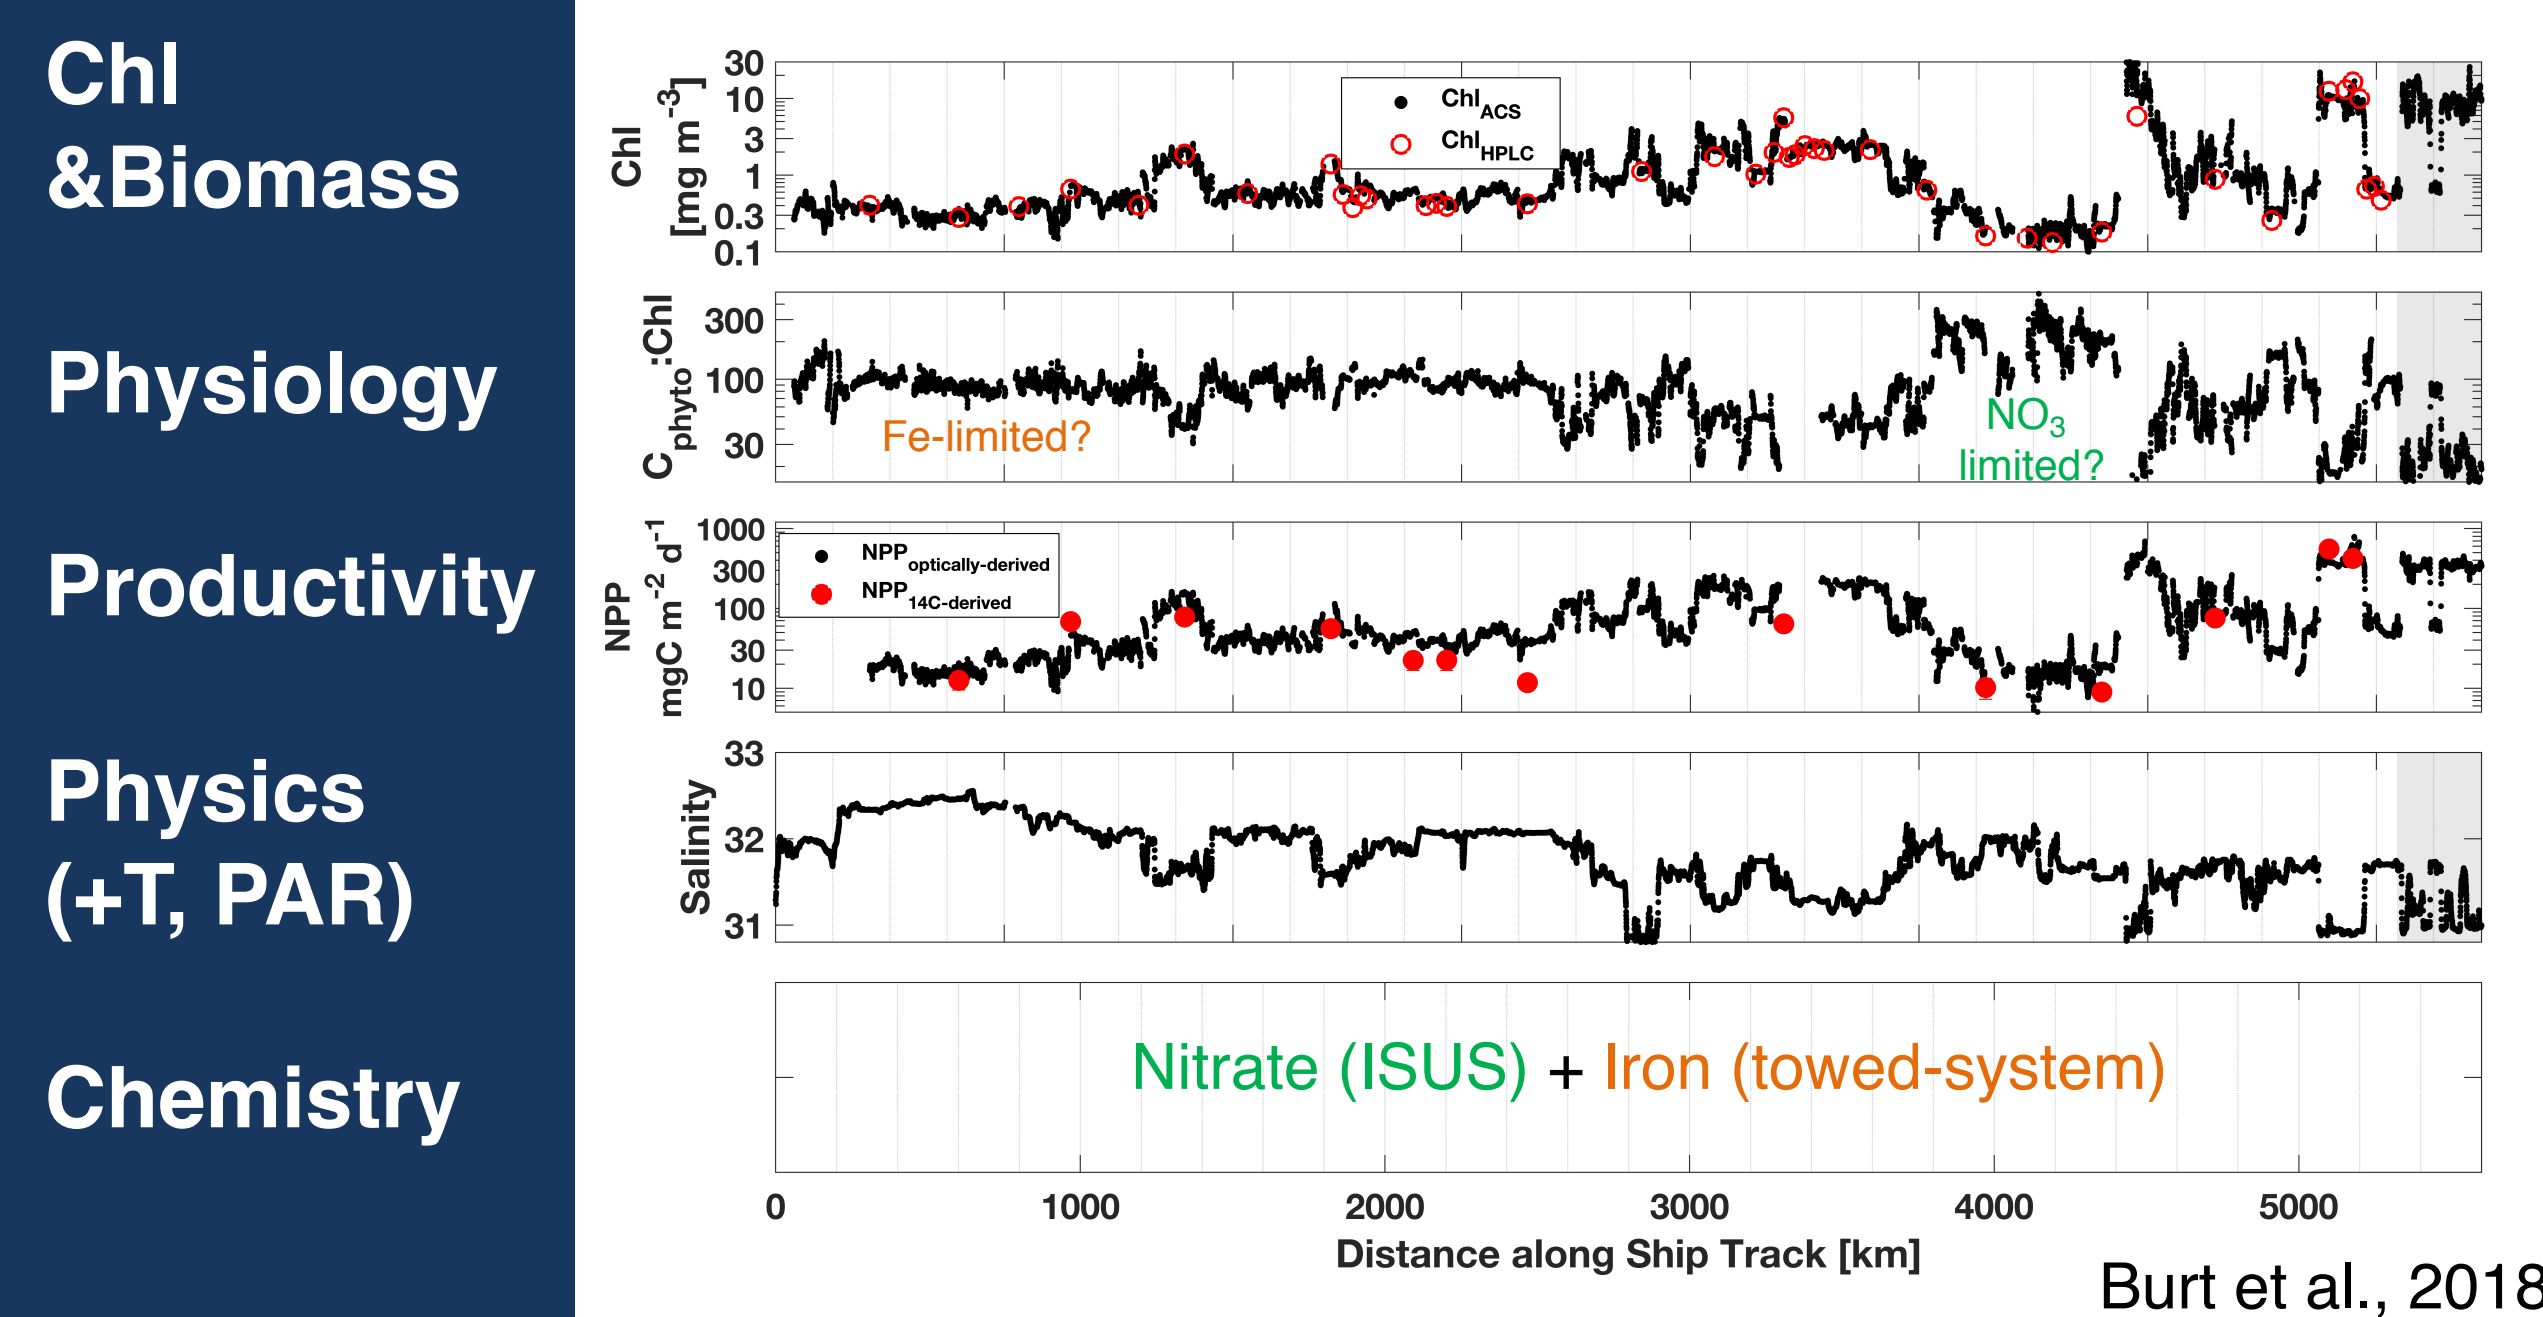 Chl
&Biomass
Physiology
Productivity
Physics
(+T, PAR)
Chemistry
Chl
[mg m-3]
30
10
3
1
0.3
0.1
ChlACS
ChlHPLC
Cphyto:Chl
300
100
30
Fe-limited?
NO3
limited?
NPP
mgC m-2 d-1
1000
300
100
30
10
NPPoptically-derived
NPP14C-derived
Salinity
33
32
31
Nitrate (ISUS) + Iron (towed-system)
0 1000 2000 3000 4000 5000
Distance along Ship Track [km]
Burt et al., 2018